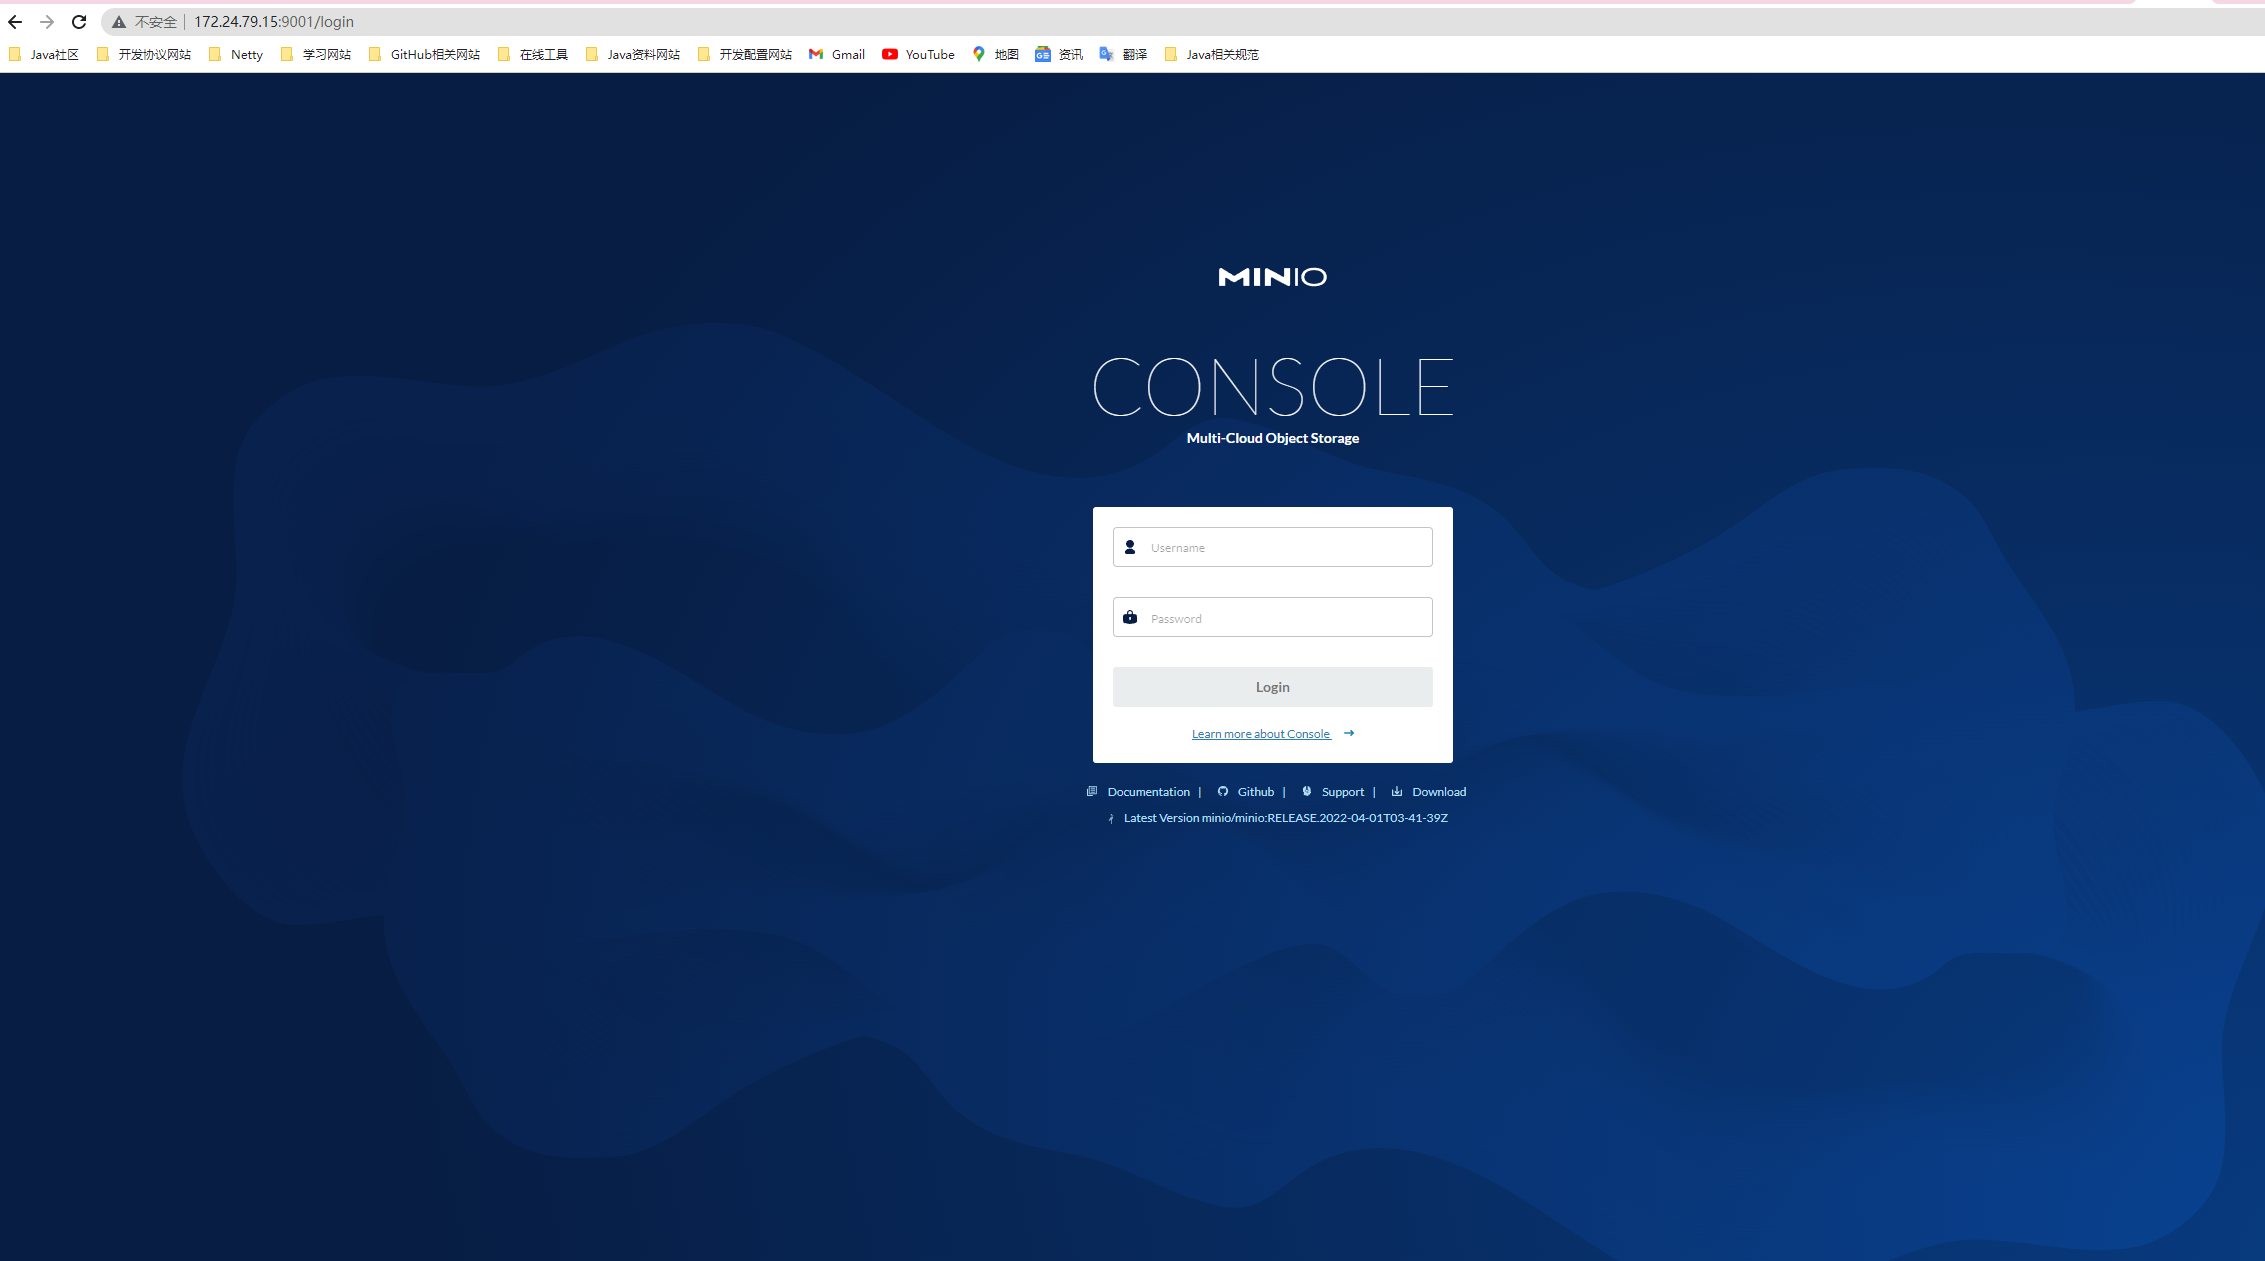 不安全 | 172.24.79.15:9001/login
Java社区 开发协议网站 Netty 学习网站 GitHub相关网站 在线工具 Java资料网站 开发配置网站 Gmail YouTube 地图 资讯 翻译 Java相关规范
MINIO
CONSOLE
Multi-Cloud Object Storage
Username
Password
Login
Learn more about Console →
Documentation | Github | Support | Download
Latest Version minio/minio:RELEASE.2022-04-01T03-41-39Z